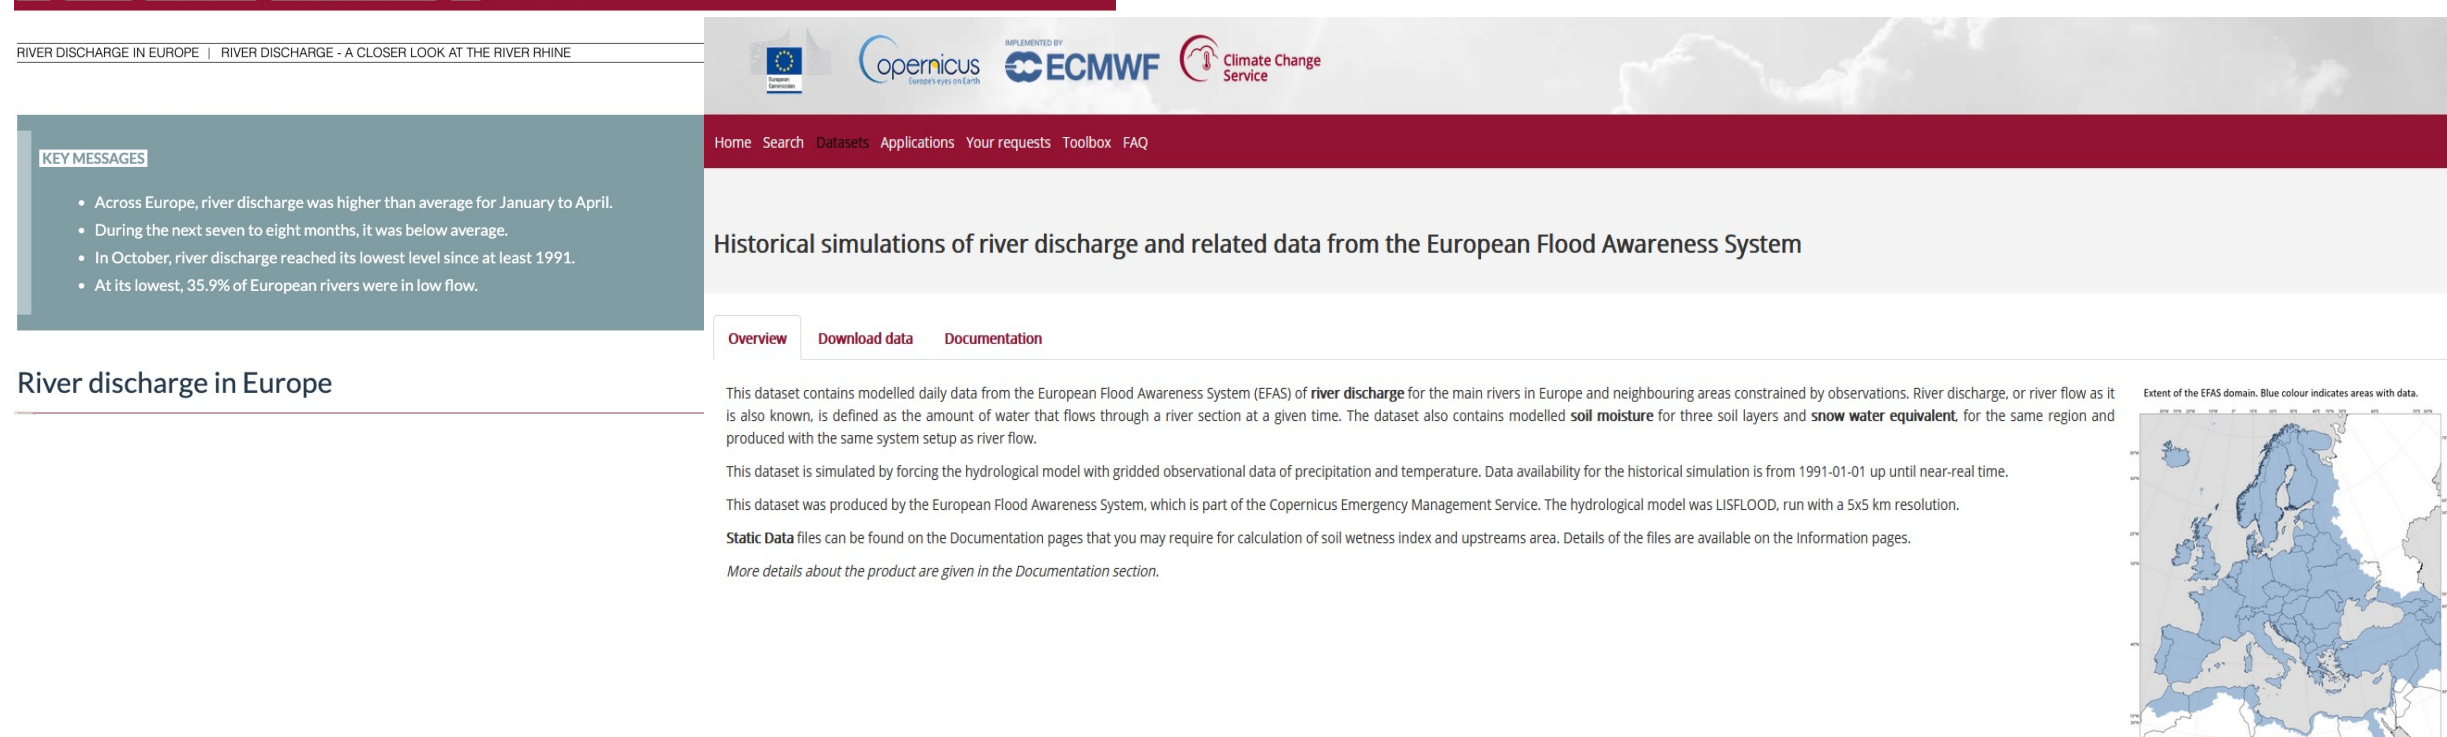 RIVER DISCHARGE IN EUROPE | RIVER DISCHARGE - A CLOSER LOOK AT THE RIVER RHINE
KEY MESSAGES
• Across Europe, river discharge was higher than average for January to April.
• During the next seven to eight months, it was below average.
• In October, river discharge reached its lowest level since at least 1991.
• At its lowest, 35.9% of European rivers were in low flow.
River discharge in Europe
European
Commission
opernicus
Europe's eyes on Earth
IMPLEMENTED BY
ECMWF
Climate Change
Service
Home Search Datasets Applications Your requests Toolbox FAQ
Historical simulations of river discharge and related data from the European Flood Awareness System
Overview Download data Documentation
This dataset contains modelled daily data from the European Flood Awareness System (EFAS) of river discharge for the main rivers in Europe and neighbouring areas constrained by observations. River discharge, or river flow as it
is also known, is defined as the amount of water that flows through a river section at a given time. The dataset also contains modelled soil moisture for three soil layers and snow water equivalent, for the same region and
produced with the same system setup as river flow.
This dataset is simulated by forcing the hydrological model with gridded observational data of precipitation and temperature. Data availability for the historical simulation is from 1991-01-01 up until near-real time.
This dataset was produced by the European Flood Awareness System, which is part of the Copernicus Emergency Management Service. The hydrological model was LISFLOOD, run with a 5x5 km resolution.
Static Data files can be found on the Documentation pages that you may require for calculation of soil wetness index and upstreams area. Details of the files are available on the Information pages.
More details about the product are given in the Documentation section.
Extent of the EFAS domain. Blue colour indicates areas with data.